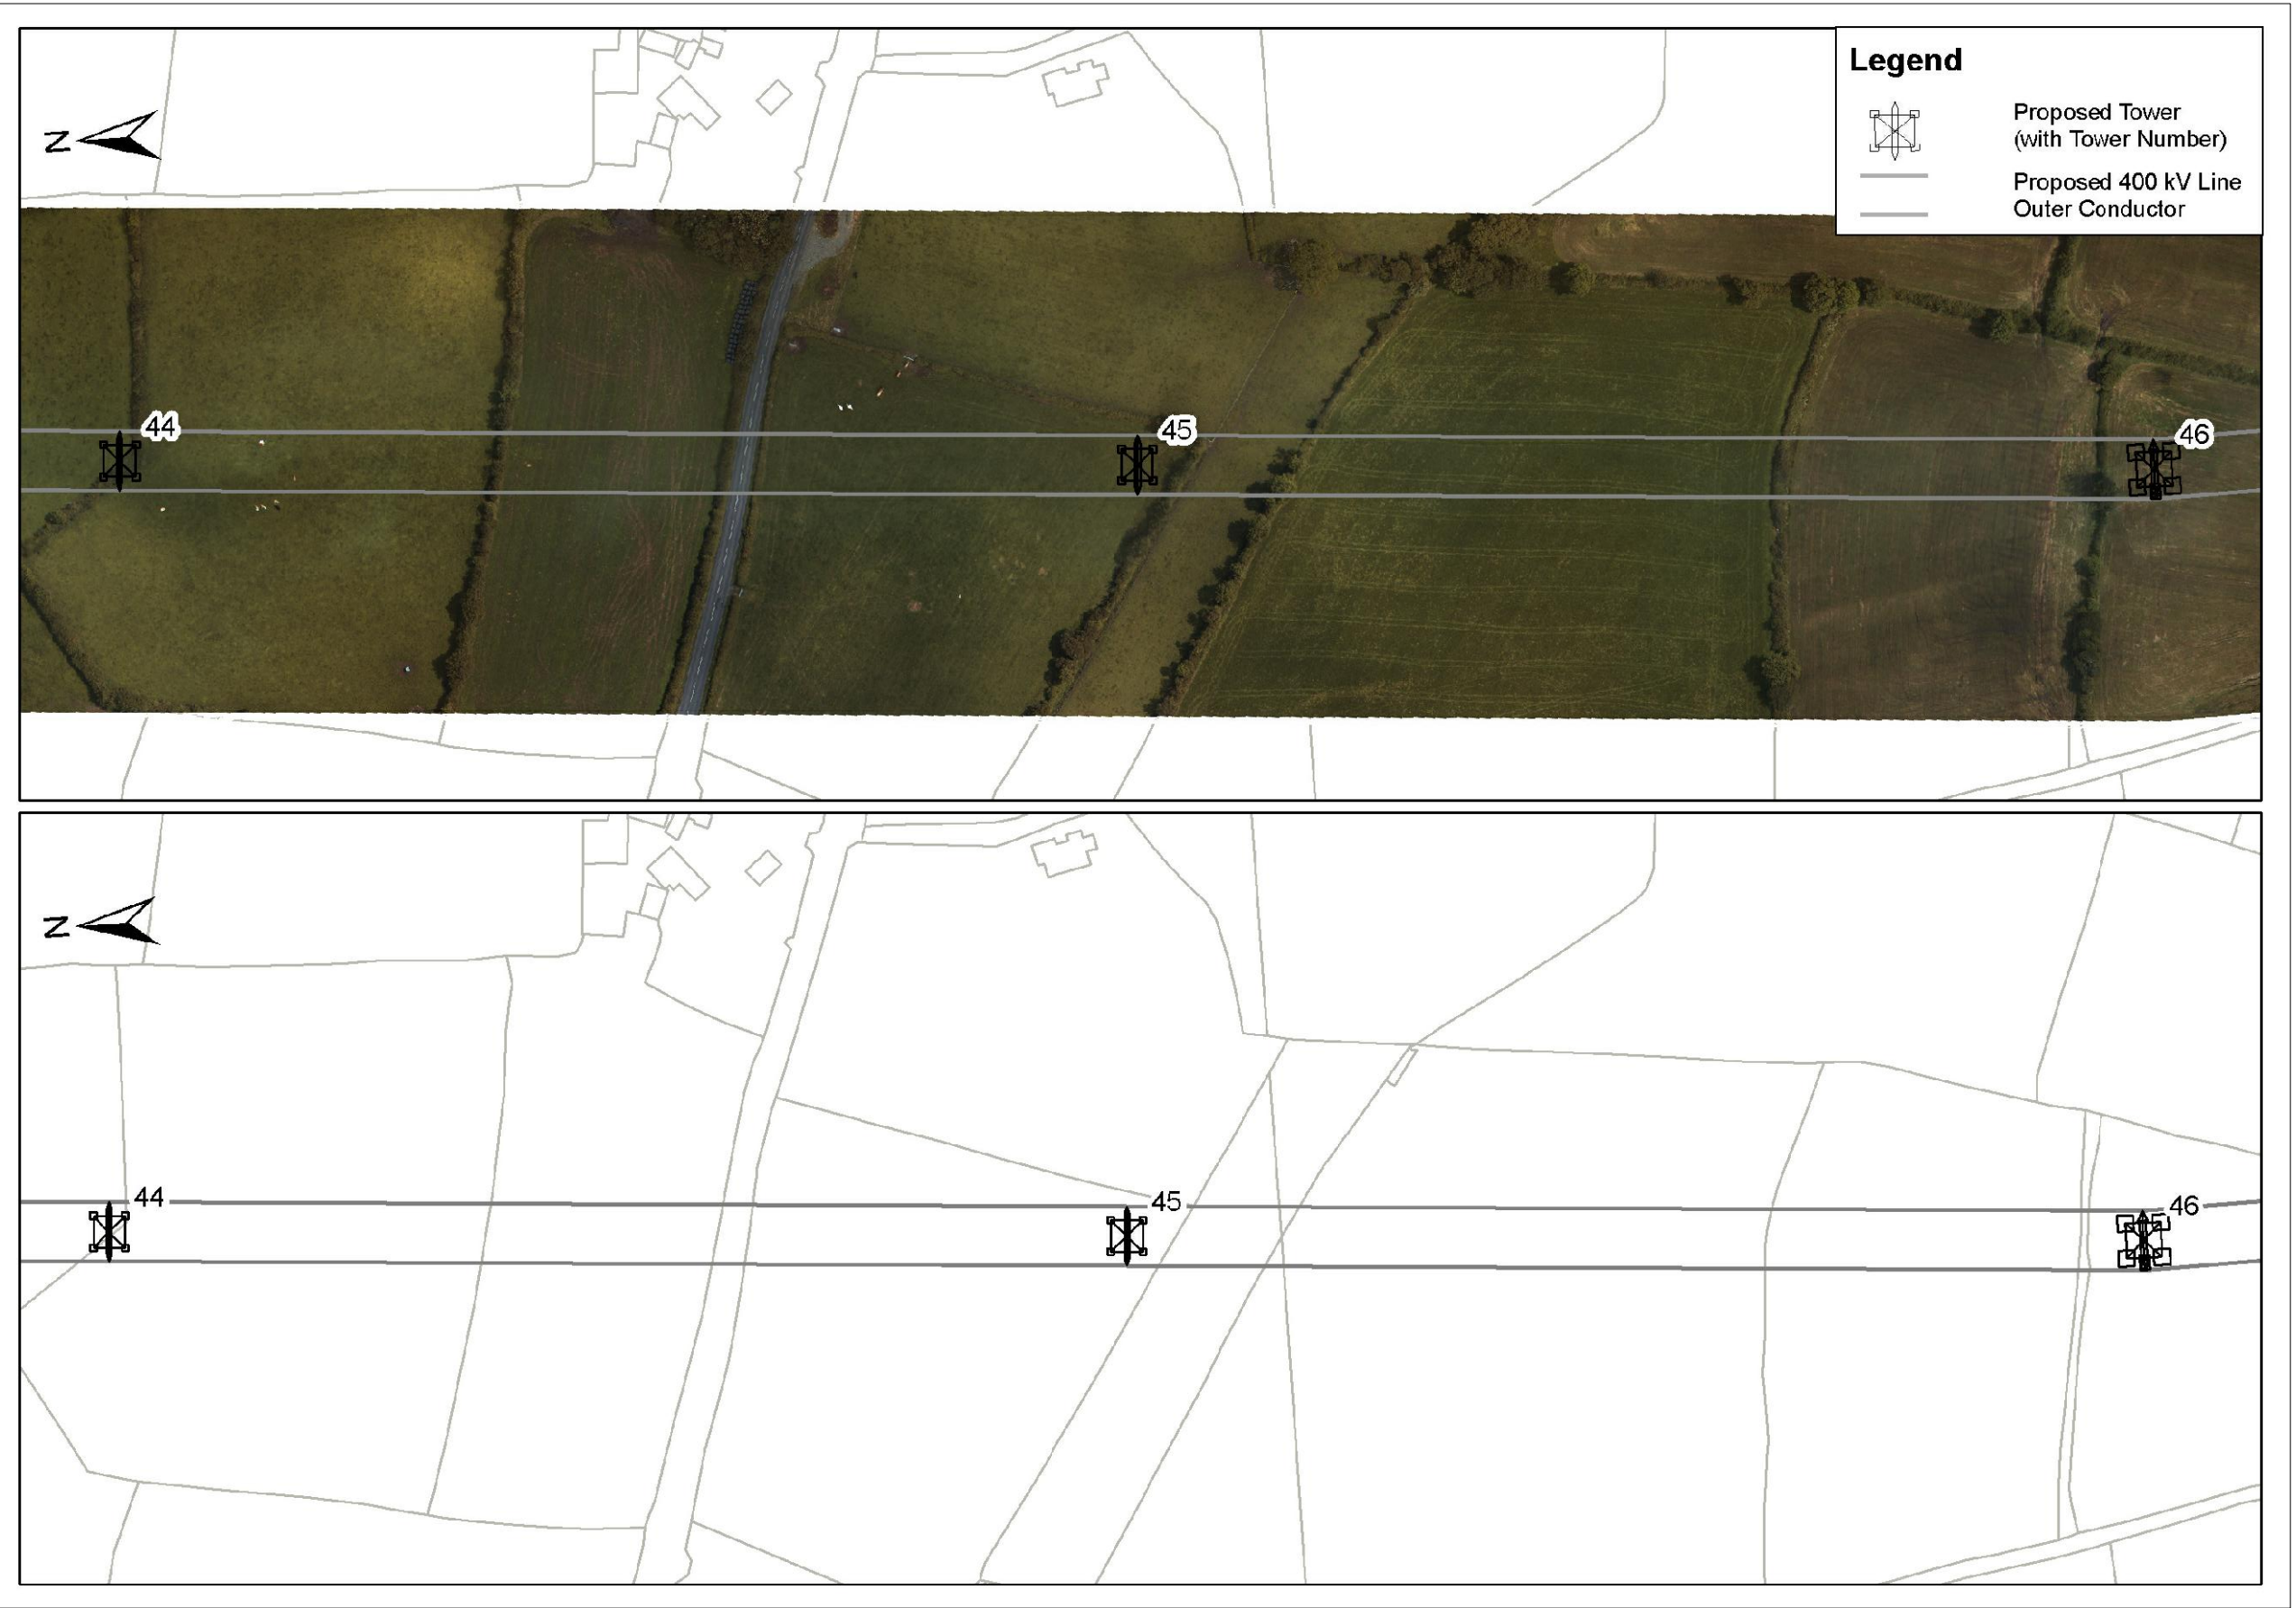 Legend
Proposed Tower
(with Tower Number)
Proposed 400 kV Line
Outer Conductor
N
44
45
46
N
44
45
46